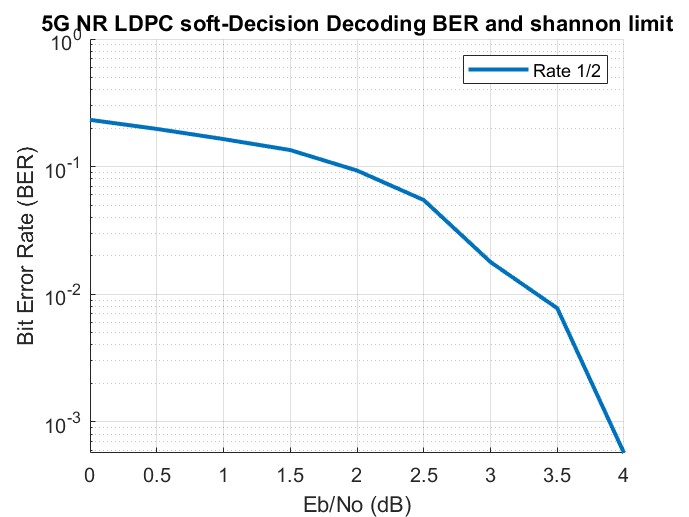 5G NR LDPC soft-Decision Decoding BER and shannon limit
10^0
Rate 1/2
10^-1
Bit Error Rate (BER)
10^-2
10^-3
0 0.5 1 1.5 2 2.5 3 3.5 4
Eb/No (dB)